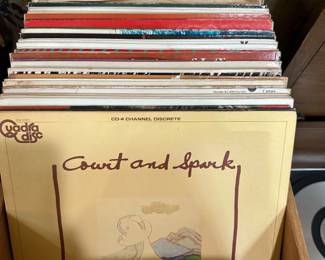 CD-4 CHANNEL DISCRETE
Quadra
disc
Court and Spark